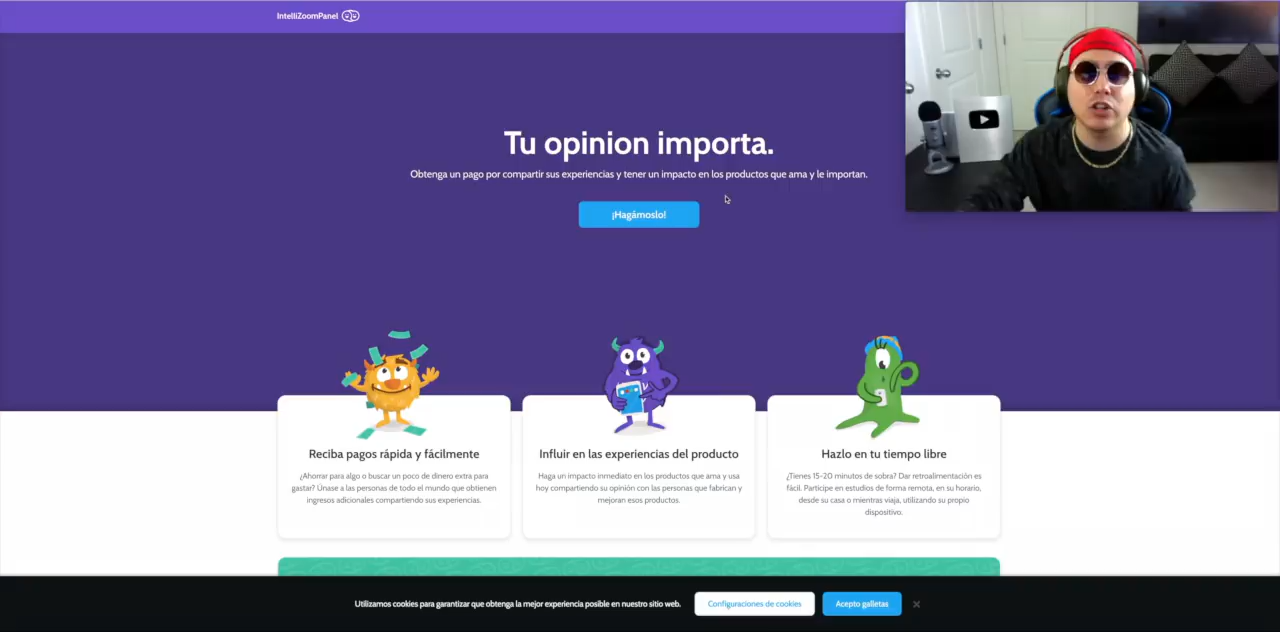 IntelliZoomPanel
Tu opinion importa.
Obtenga un pago por compartir sus experiencias y tener un impacto en los productos que ama y le importan.
¡Hagámoslo!
Reciba pagos rápida y fácilmente
¿Ahorrar para algo o buscar un poco de dinero extra para
gastar? Únase a las personas de todo el mundo que obtienen
ingresos adicionales compartiendo sus experiencias.
Influir en las experiencias del producto
Haga un impacto inmediato en los productos que ama y usa
hoy compartiendo su opinión con las personas que fabrican y
mejoran esos productos.
Hazlo en tu tiempo libre
¿Tienes 15-20 minutos de sobra? Dar retroalimentación es
fácil. Participe en estudios de forma remota, en su horario,
desde su casa o mientras viaja, utilizando su propio
dispositivo.
Utilizamos cookies para garantizar que obtenga la mejor experiencia posible en nuestro sitio web.
Configuraciones de cookies
Acepto galletas